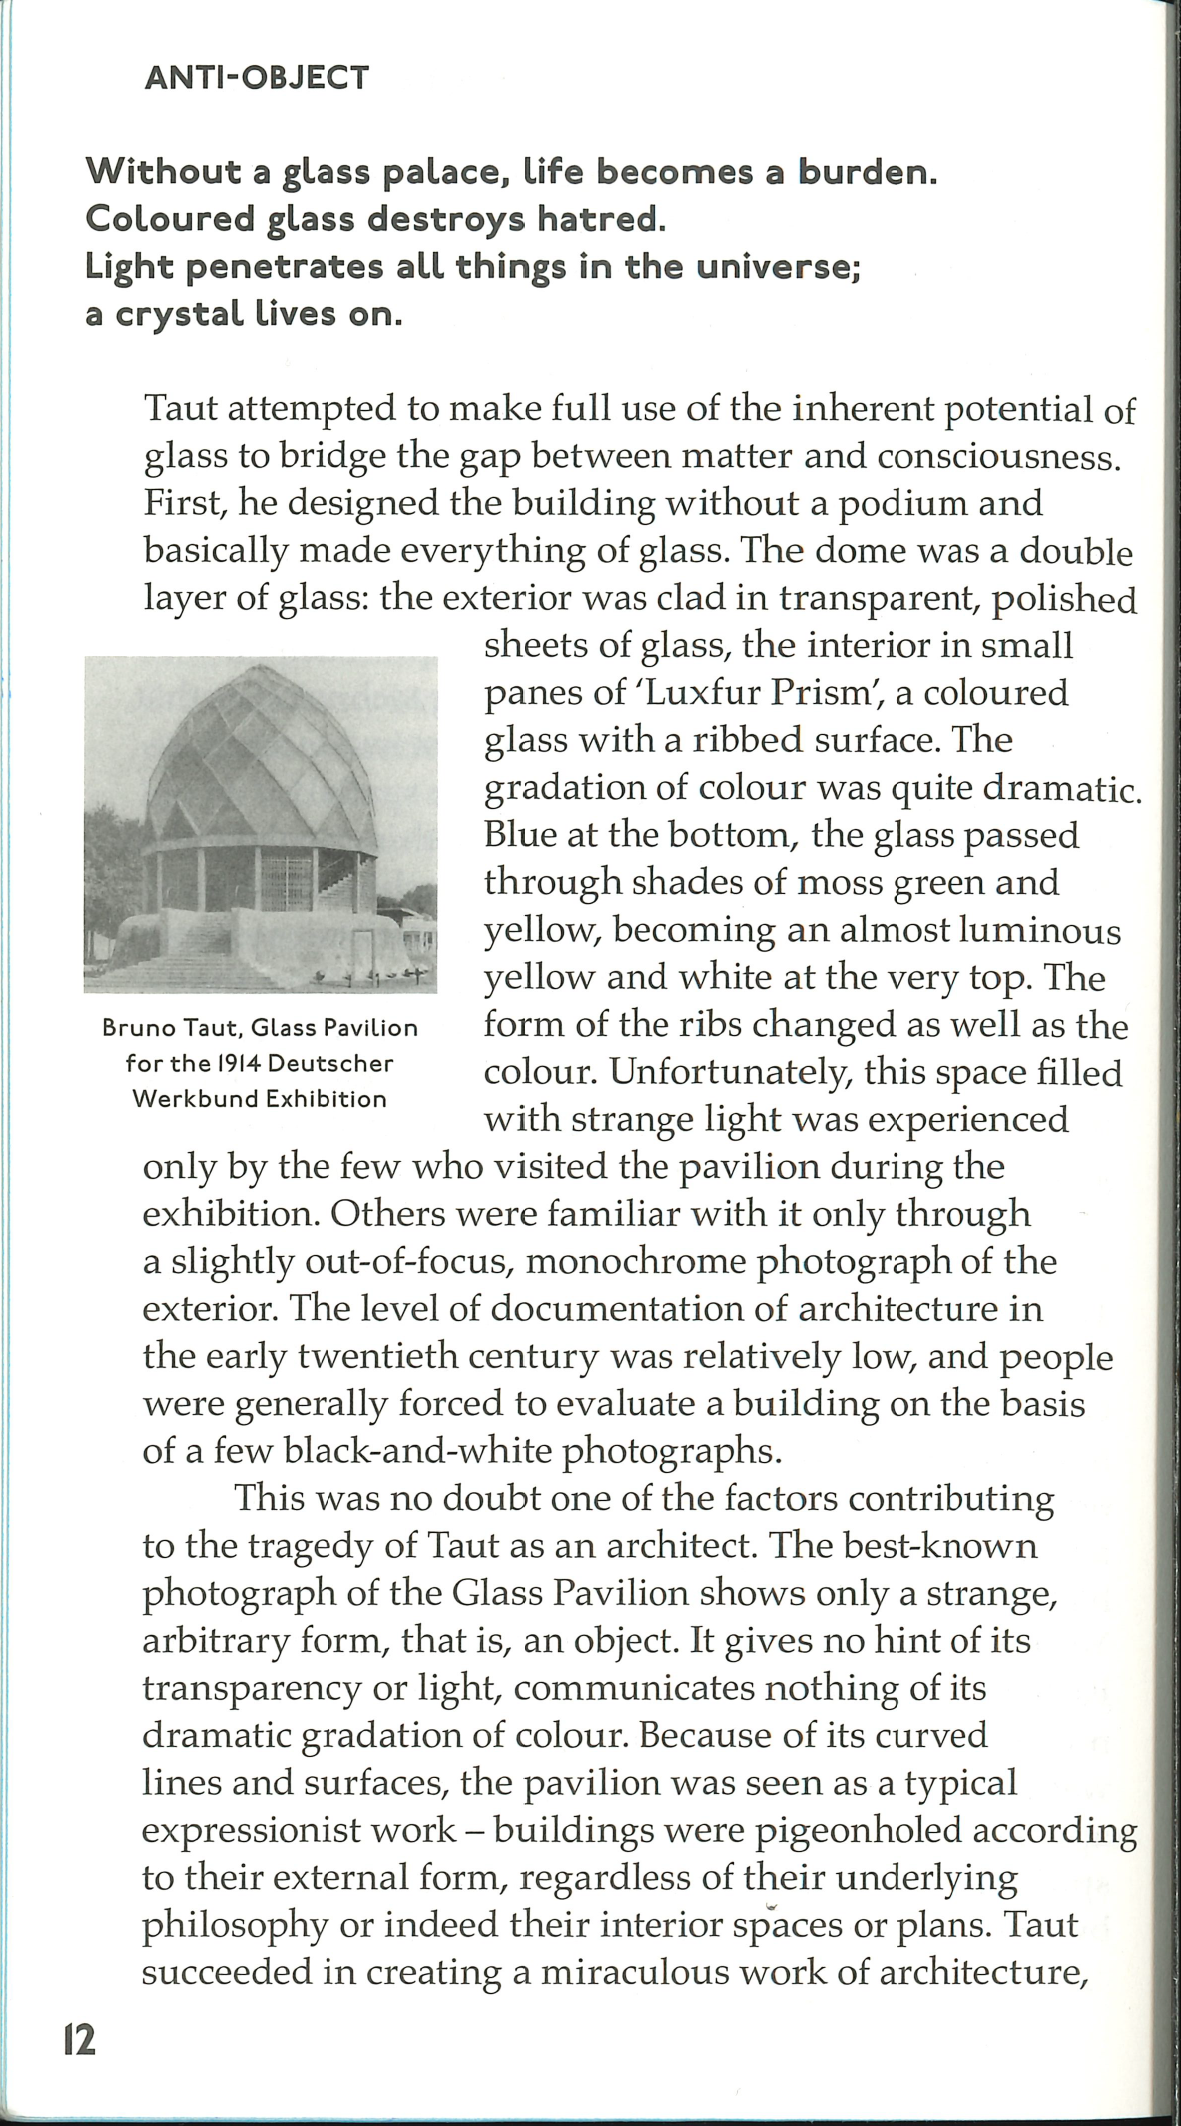 ANTI-OBJECT
Without a glass palace, life becomes a burden.
Coloured glass destroys hatred.
Light penetrates all things in the universe;
a crystal lives on.
Taut attempted to make full use of the inherent potential of
glass to bridge the gap between matter and consciousness.
First, he designed the building without a podium and
basically made everything of glass. The dome was a double
layer of glass: the exterior was clad in transparent, polished
sheets of glass, the interior in small
panes of ‘Luxfur Prism’, a coloured
glass with a ribbed surface. The
gradation of colour was quite dramatic.
Blue at the bottom, the glass passed
through shades of moss green and
yellow, becoming an almost luminous
yellow and white at the very top. The
form of the ribs changed as well as the
colour. Unfortunately, this space filled
with strange light was experienced
only by the few who visited the pavilion during the
exhibition. Others were familiar with it only through
a slightly out-of-focus, monochrome photograph of the
exterior. The level of documentation of architecture in
the early twentieth century was relatively low, and people
were generally forced to evaluate a building on the basis
of a few black-and-white photographs.
Bruno Taut, Glass Pavilion
for the 1914 Deutscher
Werkbund Exhibition
This was no doubt one of the factors contributing
to the tragedy of Taut as an architect. The best-known
photograph of the Glass Pavilion shows only a strange,
arbitrary form, that is, an object. It gives no hint of its
transparency or light, communicates nothing of its
dramatic gradation of colour. Because of its curved
lines and surfaces, the pavilion was seen as a typical
expressionist work – buildings were pigeonholed according
to their external form, regardless of their underlying
philosophy or indeed their interior spaces or plans. Taut
succeeded in creating a miraculous work of architecture,
12